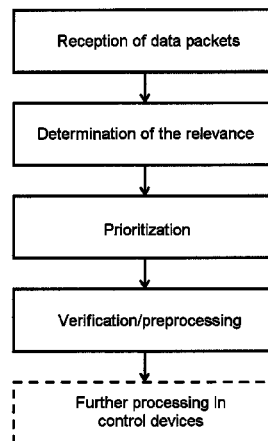 Reception of data packets
Determination of the relevance
Prioritization
Verification/preprocessing
Further processing in
control devices